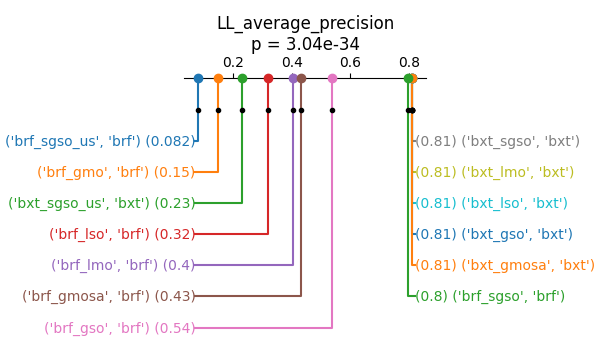 LL_average_precision
p = 3.04e-34
0.2 0.4 0.6 0.8
('brf_sgso_us', 'brf') (0.082)
('brf_gmo', 'brf') (0.15)
('bxt_sgso_us', 'bxt') (0.23)
('brf_lso', 'brf') (0.32)
('brf_lmo', 'brf') (0.4)
('brf_gmosa', 'brf') (0.43)
('brf_gso', 'brf') (0.54)
(0.81) ('bxt_sgso', 'bxt')
(0.81) ('bxt_lmo', 'bxt')
(0.81) ('bxt_lso', 'bxt')
(0.81) ('bxt_gso', 'bxt')
(0.81) ('bxt_gmosa', 'bxt')
(0.8) ('brf_sgso', 'brf')